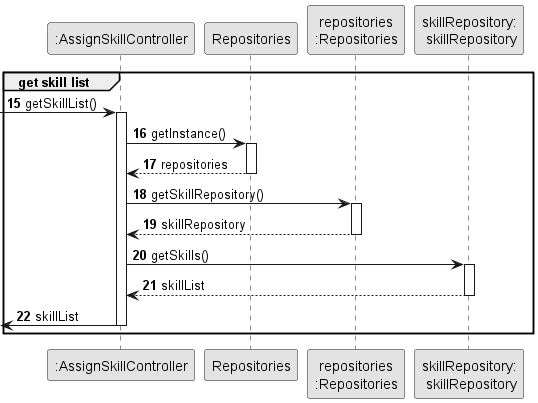 :AssignSkillController
Repositories
repositories
:Repositories
skillRepository:
skillRepository
get skill list
15 getSkillList()
16 getInstance()
17 repositories
18 getSkillRepository()
19 skillRepository
20 getSkills()
21 skillList
22 skillList
:AssignSkillController
Repositories
repositories
:Repositories
skillRepository:
skillRepository